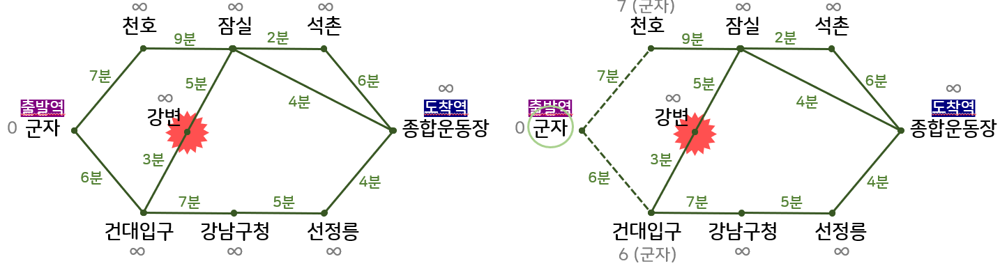 ∞ ∞ ∞
천호 잠실 석촌
9분 2분
7분 5분 6분
∞ 4분 ∞
출발역 강변 도착역
0 군자 종합운동장
3분
6분 4분
7분 5분
건대입구 강남구청 선정릉
∞ ∞ ∞
7 (군자) ∞ ∞
천호 잠실 석촌
9분 2분
7분 5분 6분
∞ 4분 ∞
출발역 강변 도착역
0 군자 종합운동장
3분
6분 4분
7분 5분
건대입구 강남구청 선정릉
6 (군자) ∞ ∞